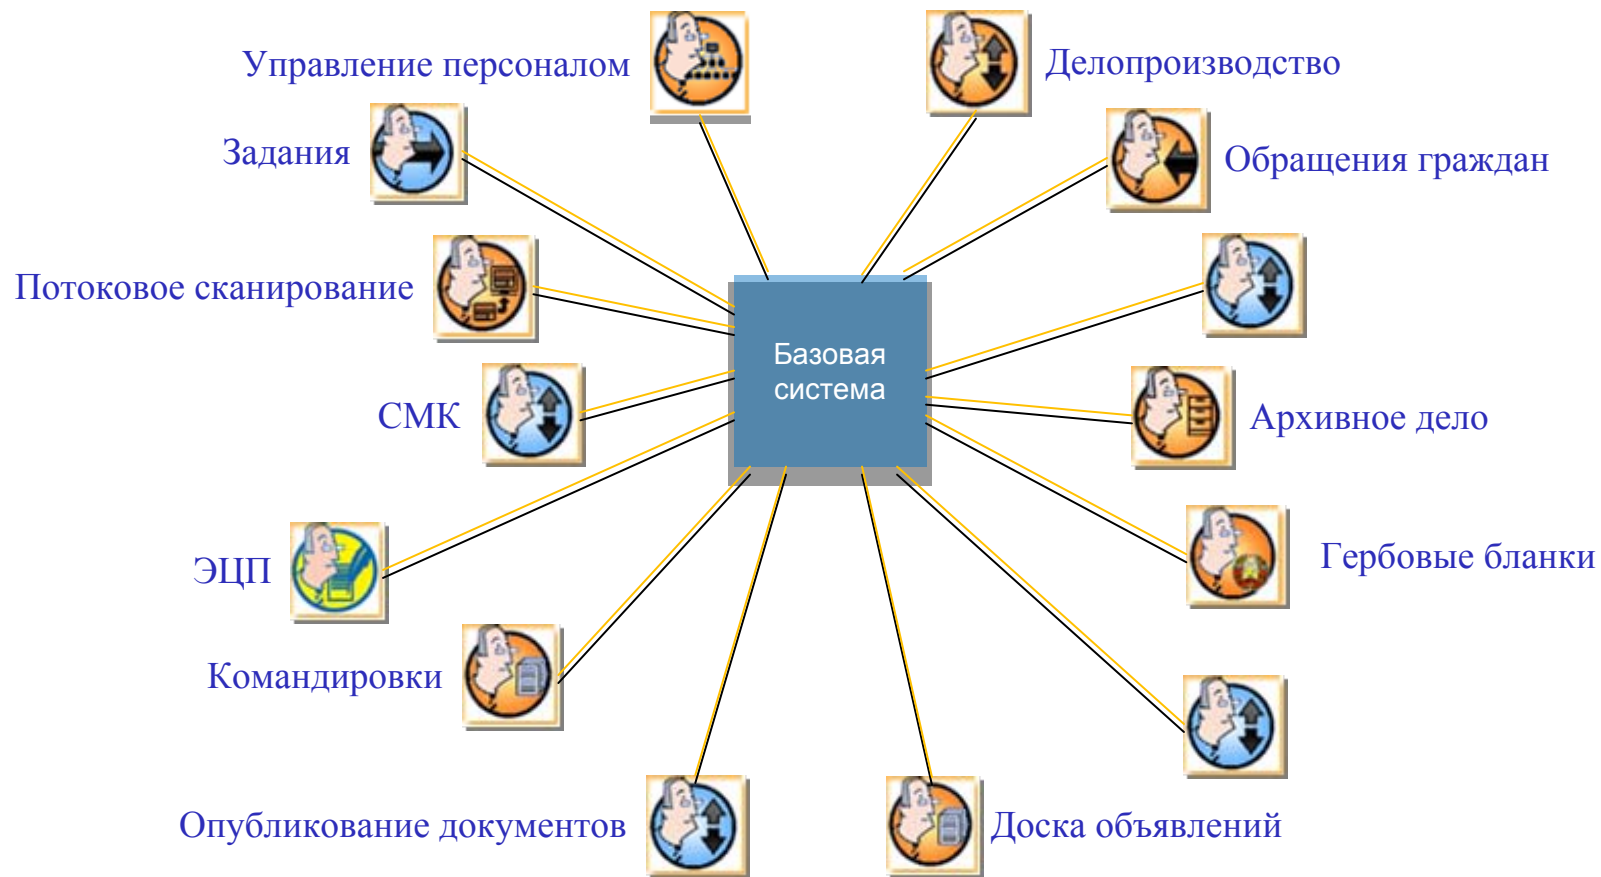 Управление персоналом
Делопроизводство
Задания
Обращения граждан
Потоковое сканирование
Базовая
система
СМК
Архивное дело
ЭЦП
Гербовые бланки
Командировки
Опубликование документов
Доска объявлений